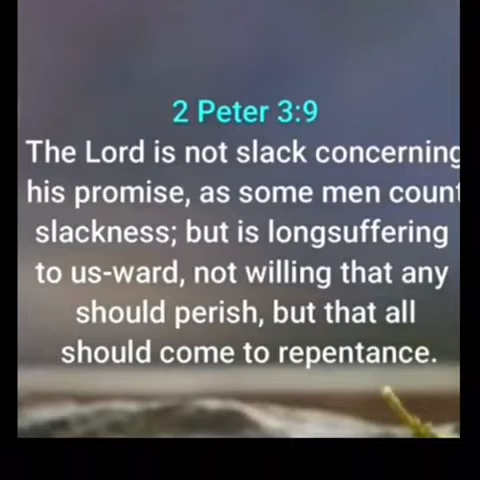 2 Peter 3:9
The Lord is not slack concerning
his promise, as some men count
slackness; but is longsuffering
to us-ward, not willing that any
should perish, but that all
should come to repentance.